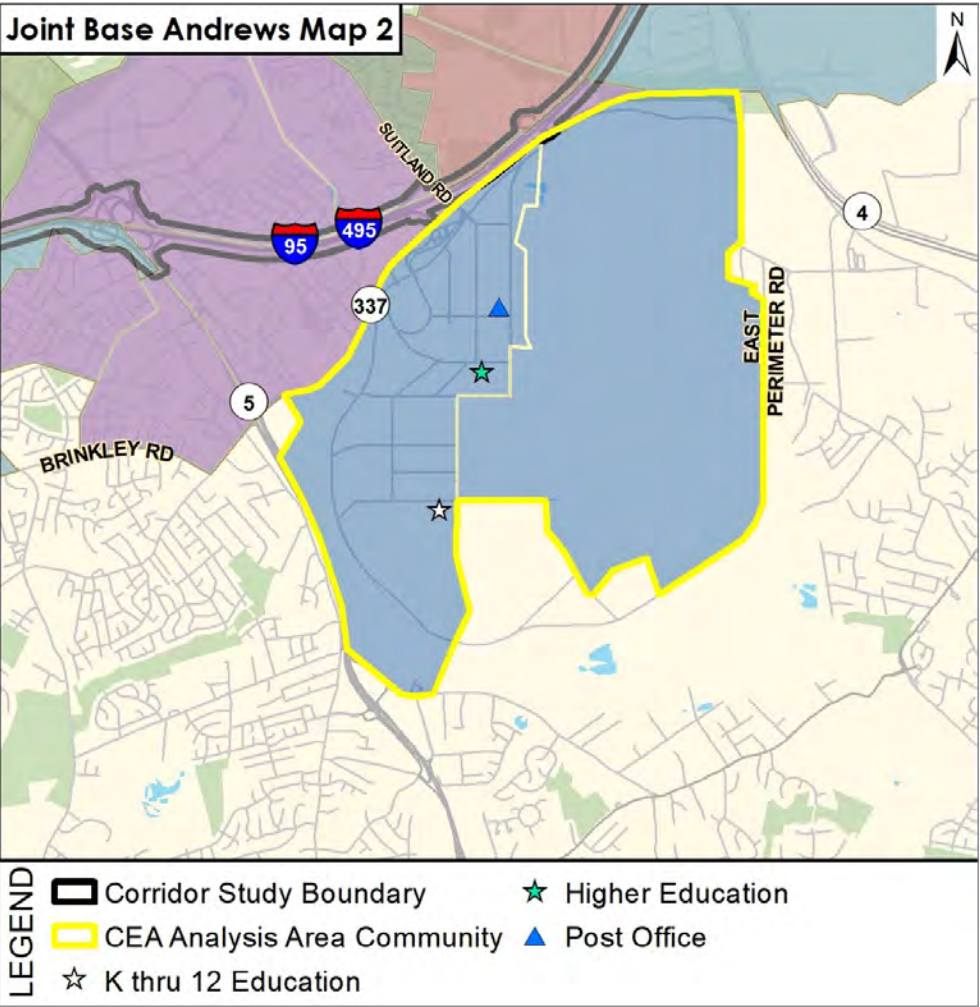 Joint Base Andrews Map 2
N
SUITLAND RD
4
495
95
337
EAST
PERIMETER RD
5
BRINKLEY RD
LEGEND
Corridor Study Boundary
Higher Education
CEA Analysis Area Community
Post Office
K thru 12 Education